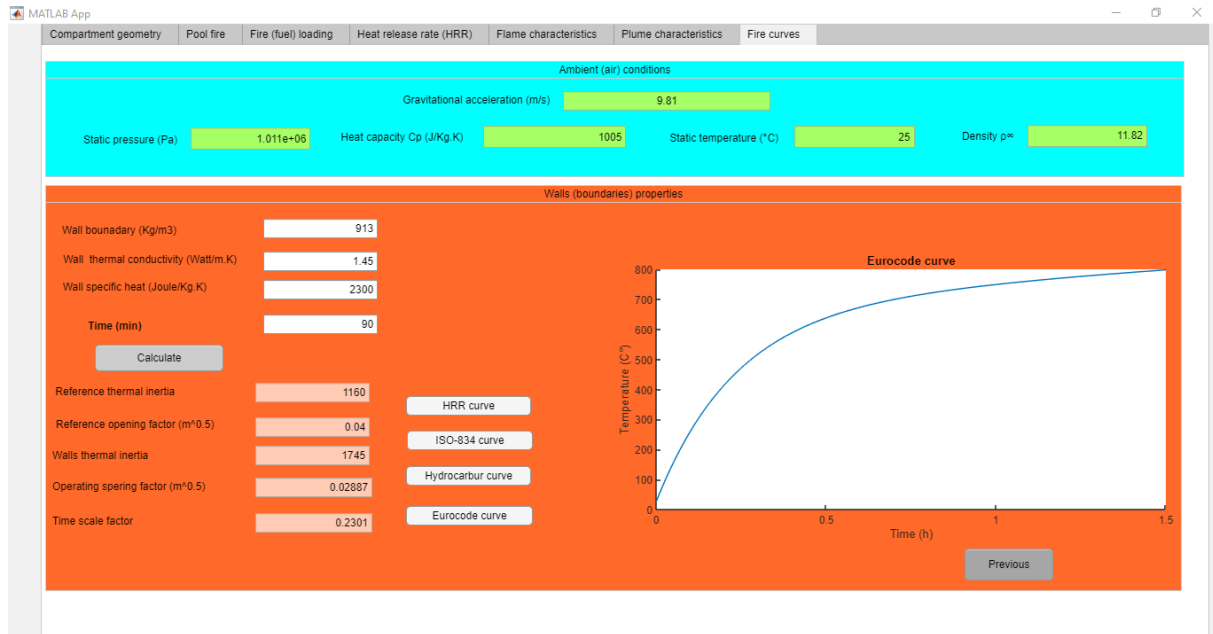 MATLAB App
Compartment geometry Pool fire Fire (fuel) loading Heat release rate (HRR) Flame characteristics Plume characteristics Fire curves
Ambient (air) conditions
Gravitational acceleration (m/s) 9.81
Static pressure (Pa) 1.011e+06 Heat capacity Cp (J/Kg.K) 1005 Static temperature (°C) 25 Density ρ∞ 11.82
Walls (boundaries) properties
Wall bounadary (Kg/m3) 913
Wall thermal conductivity (Watt/m.K) 1.45
Wall specific heat (Joule/Kg.K) 2300
Time (min) 90
Calculate
Reference thermal inertia 1160
Reference opening factor (m^0.5) 0.04
Walls thermal inertia 1745
Operating spering factor (m^0.5) 0.02887
Time scale factor 0.2301
HRR curve
ISO-834 curve
Hydrocarbur curve
Eurocode curve
Eurocode curve
800
700
600
500
400
300
200
100
0
Temperature (C°)
0 0.5 1 1.5
Time (h)
Previous